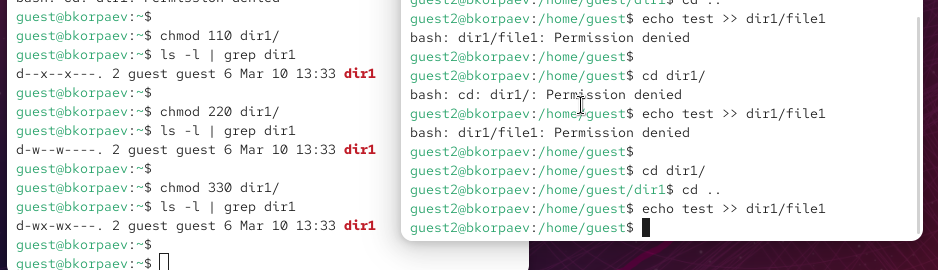 guest@bkorpaev:~$
guest@bkorpaev:~$ chmod 110 dir1/
guest@bkorpaev:~$ ls -l | grep dir1
d--x--x---. 2 guest guest 6 Mar 10 13:33 dir1
guest@bkorpaev:~$
guest@bkorpaev:~$ chmod 220 dir1/
guest@bkorpaev:~$ ls -l | grep dir1
d-w--w----. 2 guest guest 6 Mar 10 13:33 dir1
guest@bkorpaev:~$
guest@bkorpaev:~$ chmod 330 dir1/
guest@bkorpaev:~$ ls -l | grep dir1
d-wx-wx---. 2 guest guest 6 Mar 10 13:33 dir1
guest@bkorpaev:~$
guest@bkorpaev:~$
guest2@bkorpaev:/home/guest/dir1$ cd ..
guest2@bkorpaev:/home/guest$ echo test >> dir1/file1
bash: dir1/file1: Permission denied
guest2@bkorpaev:/home/guest$
guest2@bkorpaev:/home/guest$ cd dir1/
bash: cd: dir1/: Permission denied
guest2@bkorpaev:/home/guest$ echo test >> dir1/file1
bash: dir1/file1: Permission denied
guest2@bkorpaev:/home/guest$
guest2@bkorpaev:/home/guest$ cd dir1/
guest2@bkorpaev:/home/guest/dir1$ cd ..
guest2@bkorpaev:/home/guest$ echo test >> dir1/file1
guest2@bkorpaev:/home/guest$